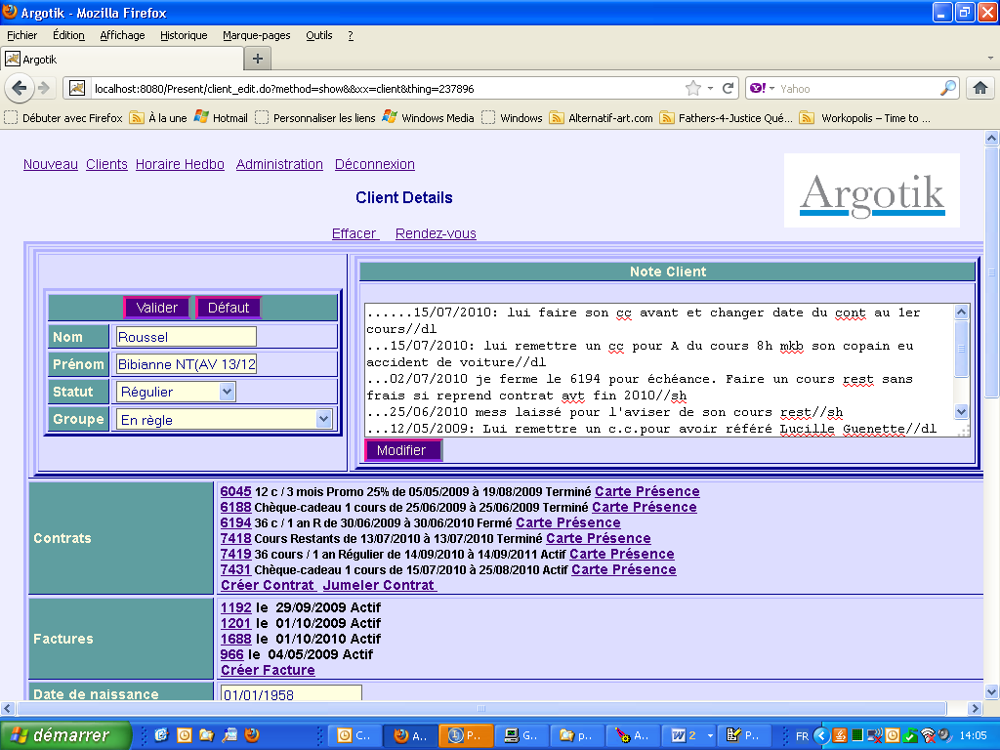 Argotik - Mozilla Firefox
Fichier Édition Affichage Historique Marque-pages Outils ?
Argotik
localhost:8080/Present/client_edit.do?method=show&&xx=client&thing=237896
Yahoo
Débuter avec Firefox À la une Hotmail Personnaliser les liens Windows Media Windows Alternatif-art.com Fathers-4-Justice Qué... Workopolis – Time to ...
Nouveau Clients Horaire Hedbo Administration Déconnexion
Argotik
Client Details
Effacer Rendez-vous
Note Client
Valider Défaut
Nom Roussel
Prénom Bibianne NT(AV 13/12
Statut Régulier
Groupe En règle
......15/07/2010: lui faire son cc avant et changer date du cont au 1er
cours//dl
...15/07/2010: lui remettre un cc pour A du cours 8h mkb son copain eu
accident de voiture//dl
...02/07/2010 je ferme le 6194 pour échéance. Faire un cours rest sans
frais si reprend contrat avt fin 2010//sh
...25/06/2010 mess laissé pour l'aviser de son cours rest//sh
...12/05/2009: Lui remettre un c.c.pour avoir référé Lucille Guenette//dl
Modifier
Contrats
6045 12 c / 3 mois Promo 25% de 05/05/2009 à 19/08/2009 Terminé Carte Présence
6188 Chèque-cadeau 1 cours de 25/06/2009 à 25/06/2009 Terminé Carte Présence
6194 36 c / 1 an R de 30/06/2009 à 30/06/2010 Fermé Carte Présence
7418 Cours Restants de 13/07/2010 à 13/07/2010 Terminé Carte Présence
7419 36 cours / 1 an Régulier de 14/09/2010 à 14/09/2011 Actif Carte Présence
7431 Chèque-cadeau 1 cours de 15/07/2010 à 25/08/2010 Actif Carte Présence
Créer Contrat Jumeler Contrat
Factures
1192 le 29/09/2009 Actif
1201 le 01/10/2009 Actif
1688 le 01/10/2010 Actif
966 le 04/05/2009 Actif
Créer Facture
Date de naissance 01/01/1958
démarrer C... A... P... G... p... A... 2 P... FR 14:05